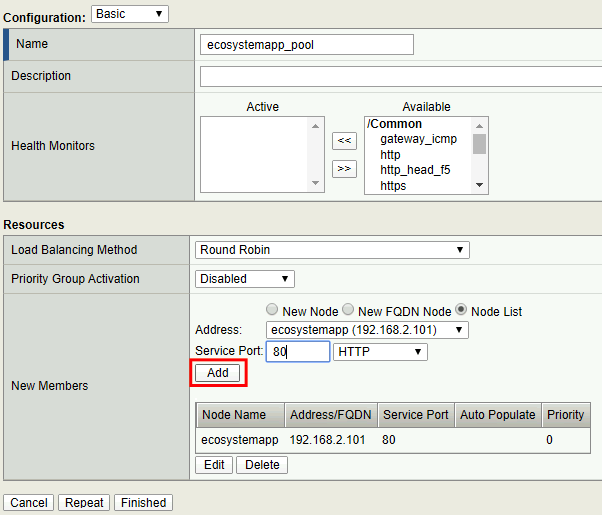 Configuration: Basic
Name ecosystemapp_pool
Description
Active Available
Health Monitors
/Common
gateway_icmp
http
http_head_f5
https
<<
>>
Resources
Load Balancing Method Round Robin
Priority Group Activation Disabled
New Members
New Node New FQDN Node Node List
Address: ecosystemapp (192.168.2.101)
Service Port: 80 HTTP
Add
Node Name Address/FQDN Service Port Auto Populate Priority
ecosystemapp 192.168.2.101 80 0
Edit Delete
Cancel Repeat Finished